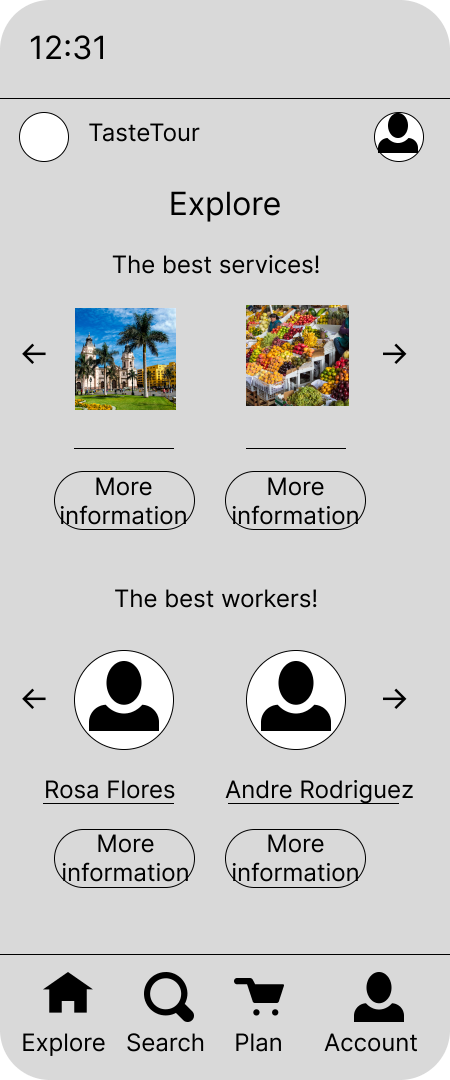 12:31
TasteTour
Explore
The best services!
More information
More information
The best workers!
Rosa Flores
Andre Rodriguez
More information
More information
Explore
Search
Plan
Account